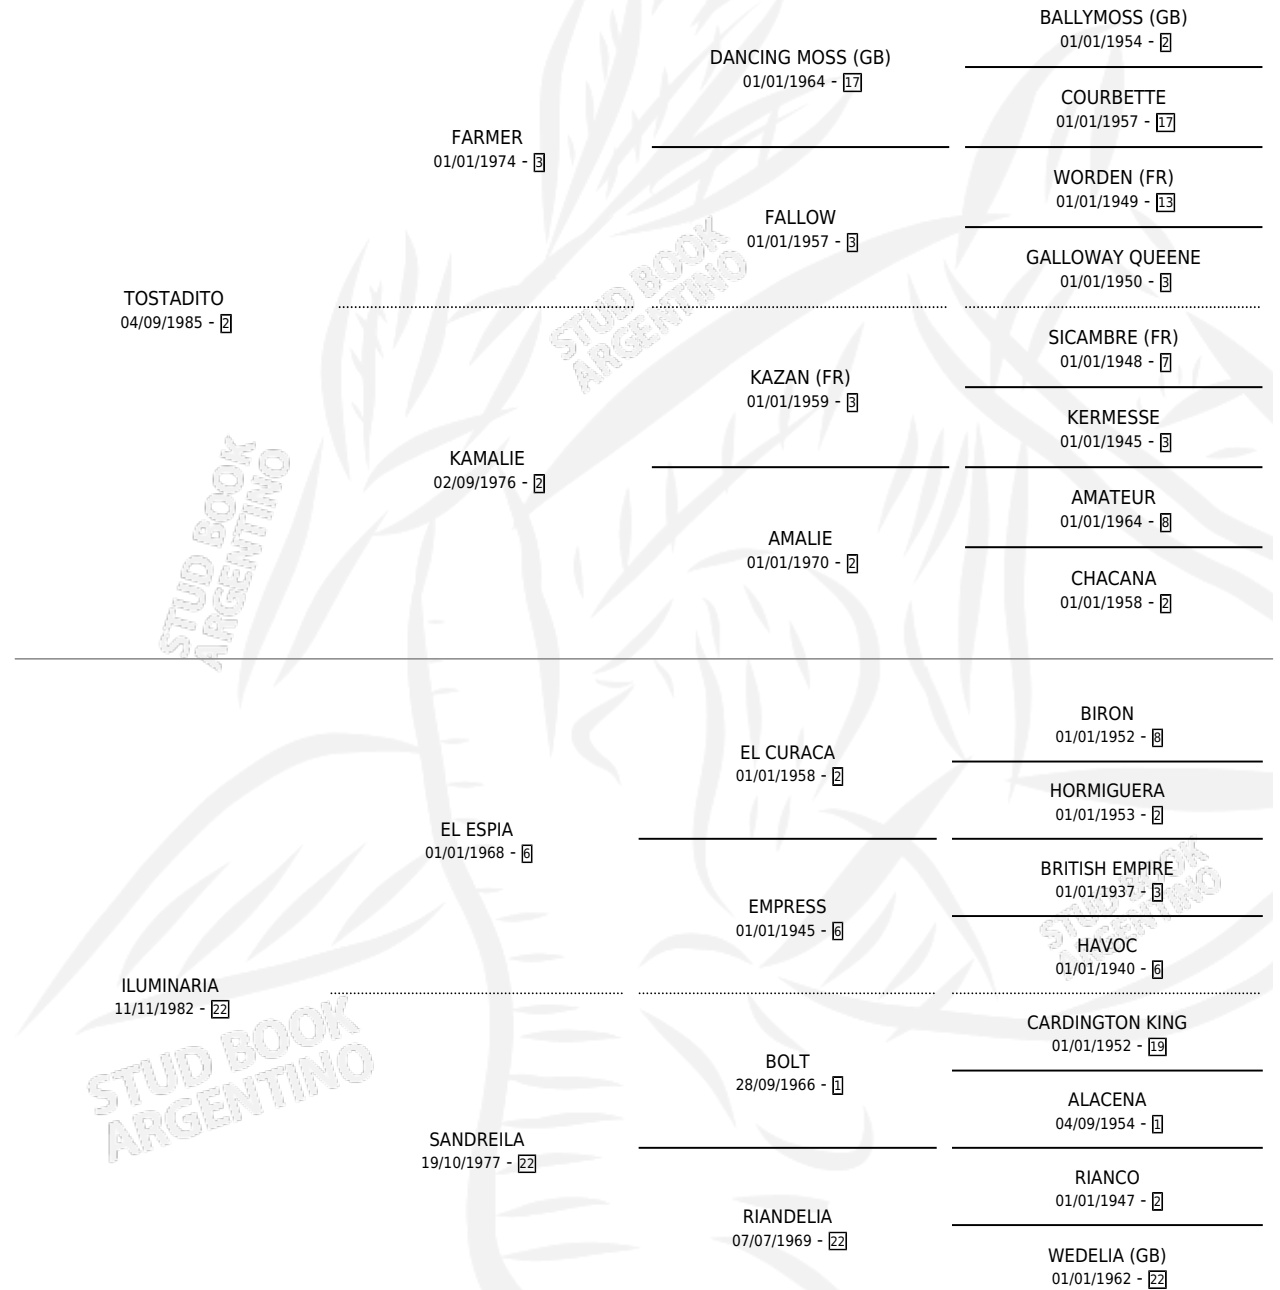 BALLYMOSS (GB)
01/01/1954 - 2
DANCING MOSS (GB)
01/01/1964 - 17
COURBETTE
01/01/1957 - 17
FARMER
01/01/1974 - 3
WORDEN (FR)
01/01/1949 - 13
FALLOW
01/01/1957 - 3
GALLOWAY QUEENE
01/01/1950 - 3
TOSTADITO
04/09/1985 - 2
SICAMBRE (FR)
01/01/1948 - 7
KAZAN (FR)
01/01/1959 - 3
KERMESSE
01/01/1945 - 3
KAMALIE
02/09/1976 - 2
AMATEUR
01/01/1964 - 8
AMALIE
01/01/1970 - 2
CHACANA
01/01/1958 - 2
STUD BOOK
ARGENTINO
STUD BOOK
ARGENTINO
BIRON
01/01/1952 - 8
EL CURACA
01/01/1958 - 2
HORMIGUERA
01/01/1953 - 2
EL ESPIA
01/01/1968 - 6
BRITISH EMPIRE
01/01/1937 - 3
EMPRESS
01/01/1945 - 6
HAVOC
01/01/1940 - 6
ILUMINARIA
11/11/1982 - 22
CARDINGTON KING
01/01/1952 - 19
BOLT
28/09/1966 - 1
ALACENA
04/09/1954 - 1
SANDREILA
19/10/1977 - 22
RIANCO
01/01/1947 - 2
RIANDELIA
07/07/1969 - 22
WEDELIA (GB)
01/01/1962 - 22
STUD BOOK
ARGENTINO
STUD BOOK
ARGENTINO